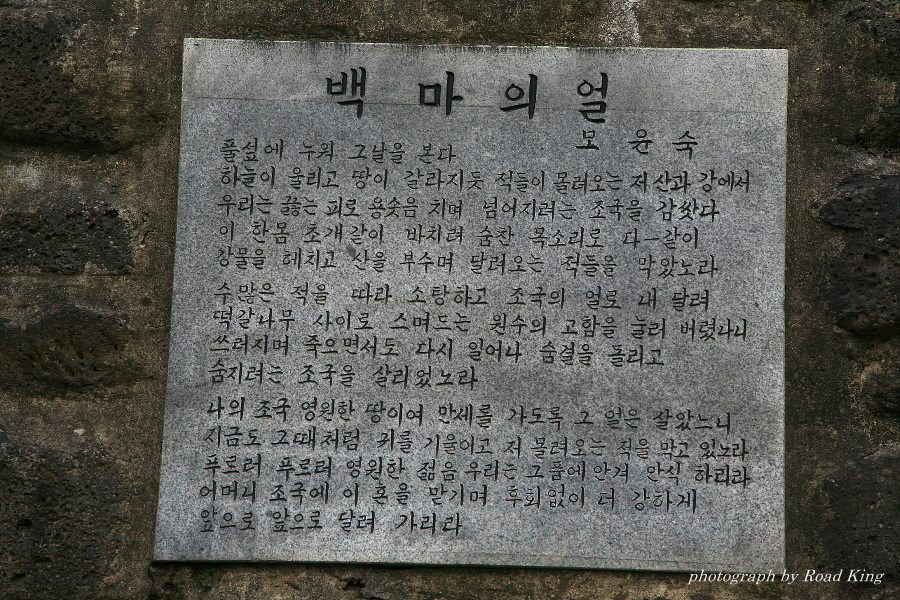 백마의 얼
모윤숙
풀섶에 누워 그날을 본다
하늘이 울리고 땅이 갈라지듯 적들이 몰려오는 저 산과 강에서
우리는 끓는 피로 용솟음 치며 넘어지려는 조국을 감쌌다
이 한몸 초개같이 바치려 숨찬 목소리로 다—같이
강물을 헤치고 산을 부수며 달려오는 적들을 막았노라
수많은 적을 따라 소탕하고 조국의 얼로 내 달려
떡갈나무 사이로 스며드는 원수의 고함을 눌러 버렸나니
쓰러지며 죽으면서도 다시 일어나 숨결을 돌리고
숨지려는 조국을 살리었노라
나의 조국 영원한 땅이여 만세를 가도록 그 얼은 살았느니
지금도 그때처럼 귀를 기울이고 저 몰려오는 적을 막고 있노라
푸르러 푸르러 영원한 젊음 우리는 그 품에 안겨 안식 하리라
어머니 조국에 이 혼을 맡기며 후회없이 더 강하게
앞으로 앞으로 달려 가리라
photograph by Road King